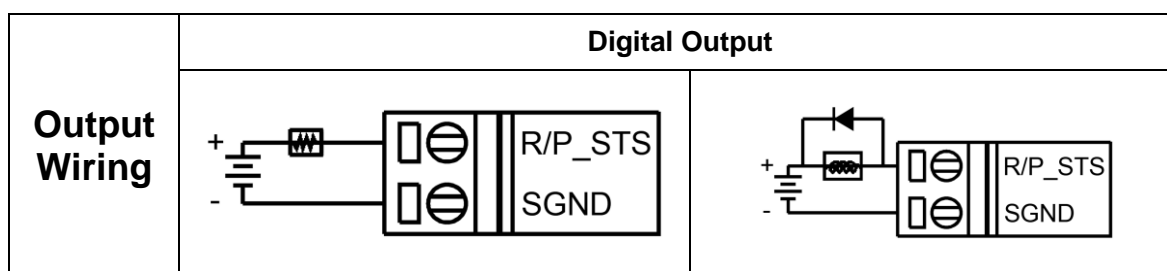 Output
Wiring
Digital Output
+
-
R/P_STS
SGND
+
-
R/P_STS
SGND